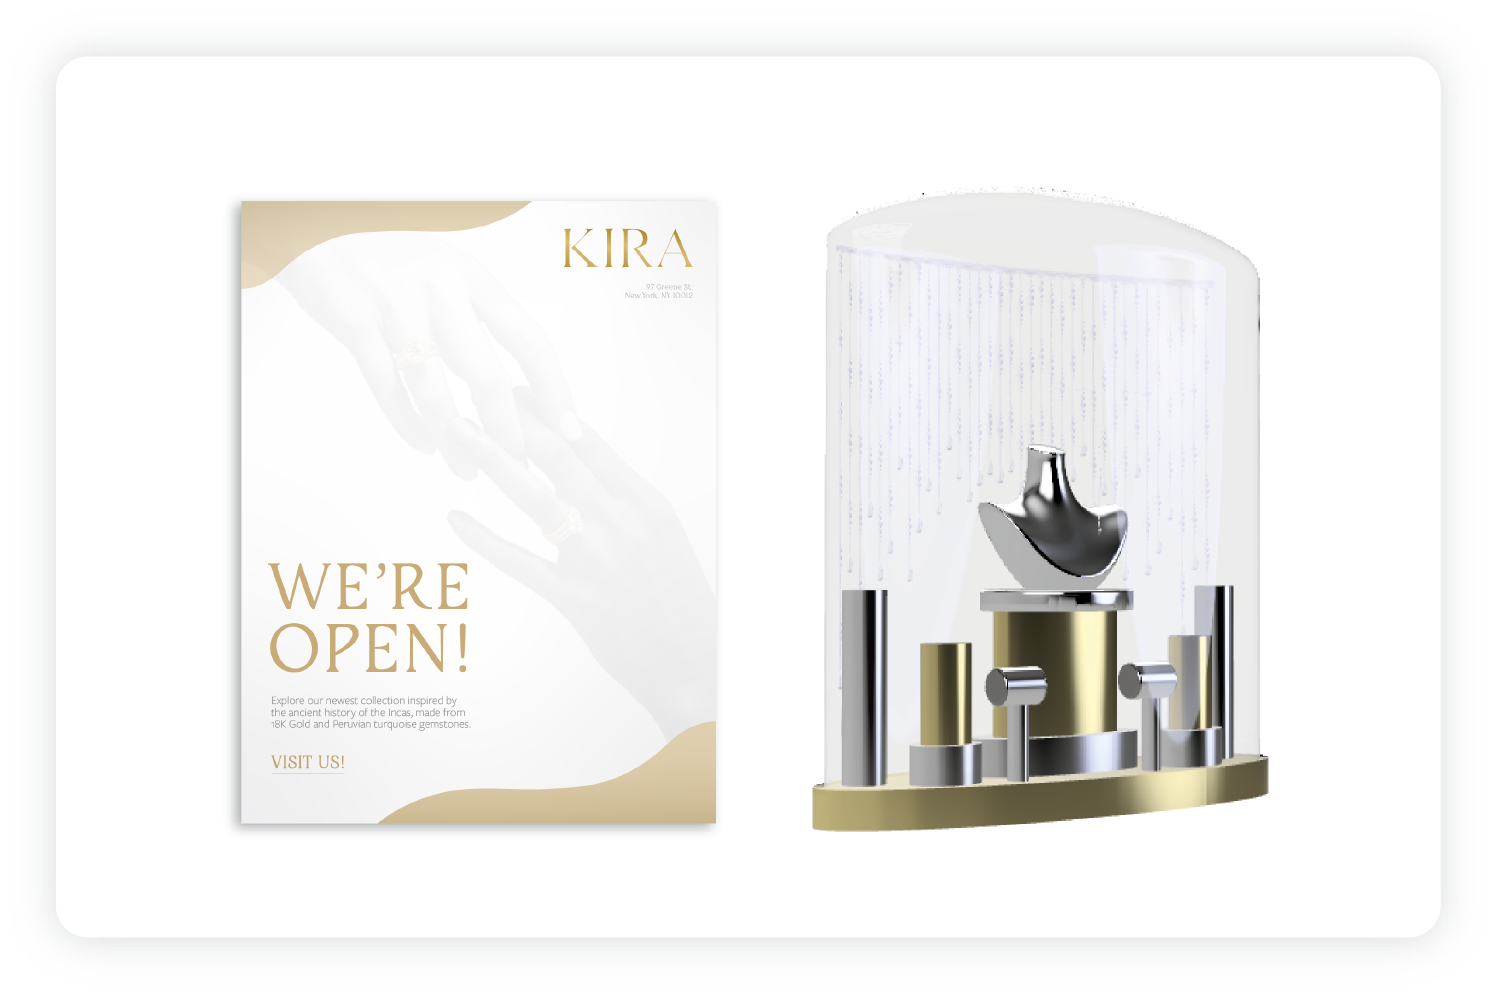 KIRA
97 Greene St,
New York, NY 10012
WE'RE
OPEN!
Explore our newest collection inspired by
the ancient history of the Incas, made from
18K Gold and Peruvian turquoise gemstones.
VISIT US!